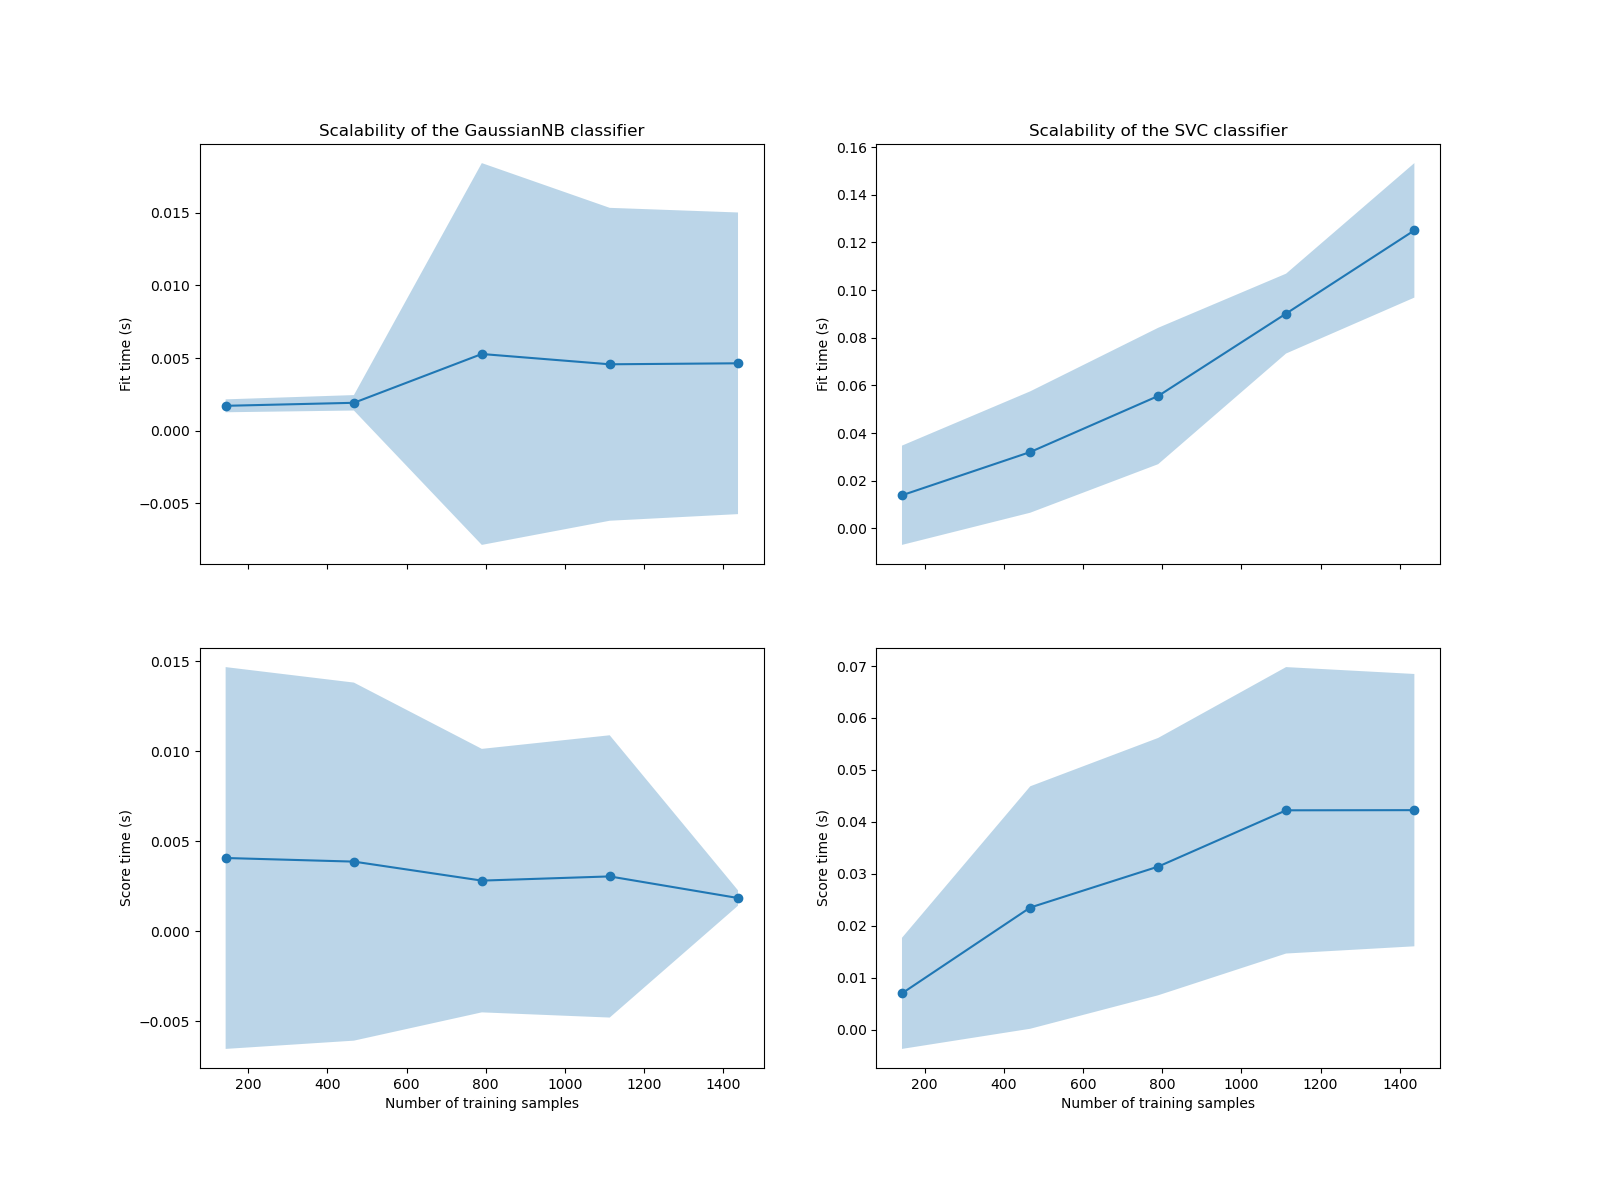 Scalability of the GaussianNB classifier
Fit time (s)
0.015
0.010
0.005
0.000
−0.005
Scalability of the SVC classifier
Fit time (s)
0.16
0.14
0.12
0.10
0.08
0.06
0.04
0.02
0.00
Score time (s)
0.015
0.010
0.005
0.000
−0.005
200 400 600 800 1000 1200 1400
Number of training samples
Score time (s)
0.07
0.06
0.05
0.04
0.03
0.02
0.01
0.00
200 400 600 800 1000 1200 1400
Number of training samples